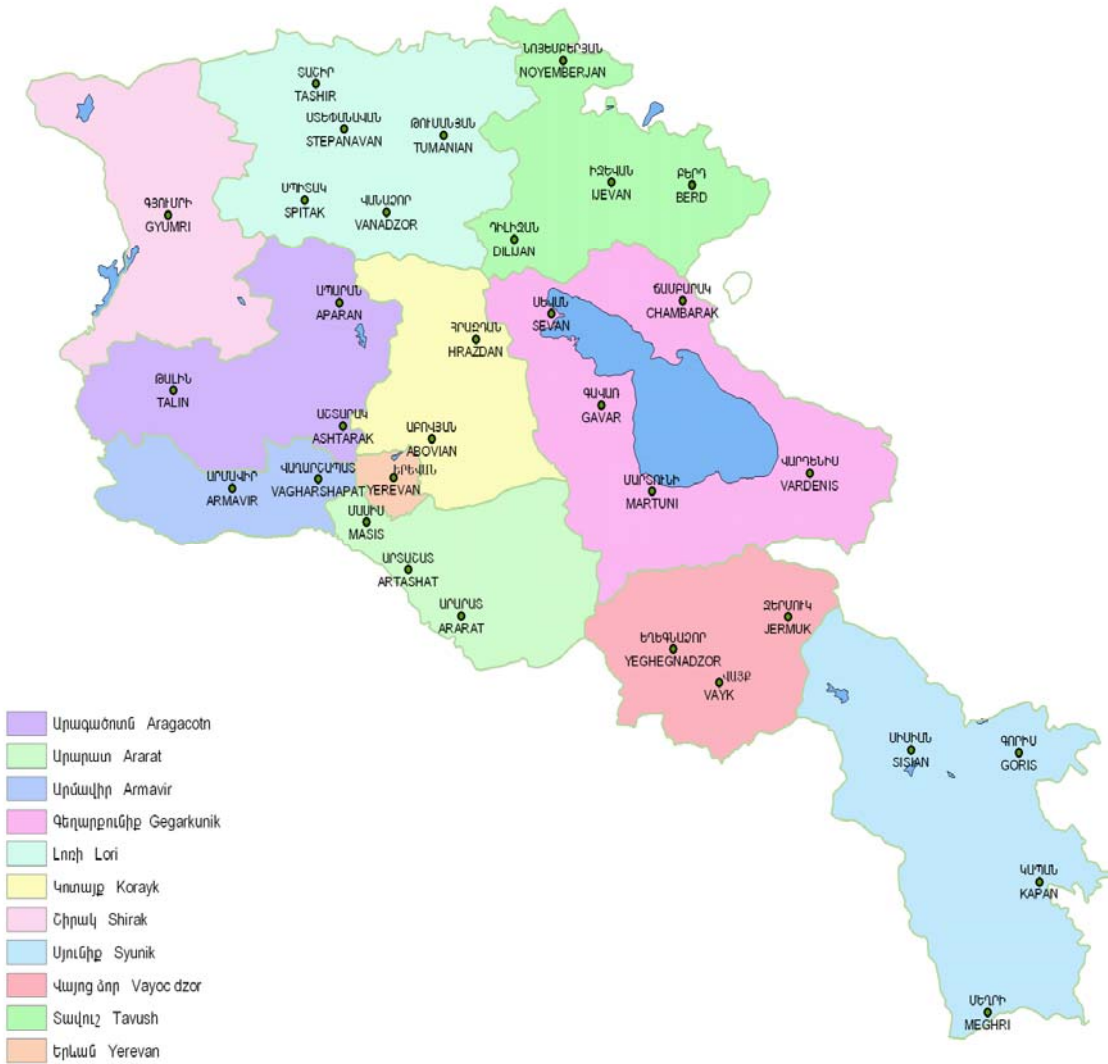 ՆՈՅԵՄԲԵՐՅԱՆ
NOYEMBERJAN
ՏԱՇԻՐ
TASHIR
ՍՏԵՓԱՆԱՎԱՆ
STEPANAVAN
ԹՈՒՄԱՆՅԱՆ
TUMANIAN
ԻՋԵՎԱՆ
IJEVAN
ԲԵՐԴ
BERD
ՍՊԻՏԱԿ
SPITAK
ՎԱՆԱՁՈՐ
VANADZOR
ԳՅՈՒՄՐԻ
GYUMRI
ԴԻԼԻՋԱՆ
DILIJAN
ԱՊԱՐԱՆ
APARAN
ՍԵՎԱՆ
SEVAN
ՃԱՄԲԱՐԱԿ
CHAMBARAK
ՀՐԱԶԴԱՆ
HRAZDAN
ԹԱԼԻՆ
TALIN
ԳԱՎԱՌ
GAVAR
ԱՇՏԱՐԱԿ
ASHTARAK
ԱԲՈՎՅԱՆ
ABOVIAN
ԱՐՄԱՎԻՐ
ARMAVIR
ՎԱՂԱՐՇԱՊԱՏ
VAGHARSHAPAT
ԵՐԵՎԱՆ
YEREVAN
ՄԱՐՏՈՒՆԻ
MARTUNI
ՎԱՐԴԵՆԻՍ
VARDENIS
ՄԱՍԻՍ
MASIS
ԱՐՏԱՇԱՏ
ARTASHAT
ԱՐԱՐԱՏ
ARARAT
ՋԵՐՄՈՒԿ
JERMUK
ԵՂԵԳՆԱՁՈՐ
YEGHEGNADZOR
ՎԱՅՔ
VAYK
ՍԻՍԻԱՆ
SISIAN
ԳՈՐԻՍ
GORIS
ԿԱՊԱՆ
KAPAN
ՄԵՂՐԻ
MEGHRI
Արագածոտն Aragacotn
Արարատ Ararat
Արմավիր Armavir
Գեղարքունիք Gegarkunik
Լոռի Lori
Կոտայք Korayk
Շիրակ Shirak
Սյունիք Syunik
Վայոց ձոր Vayoc dzor
Տավուշ Tavush
Երևան Yerevan